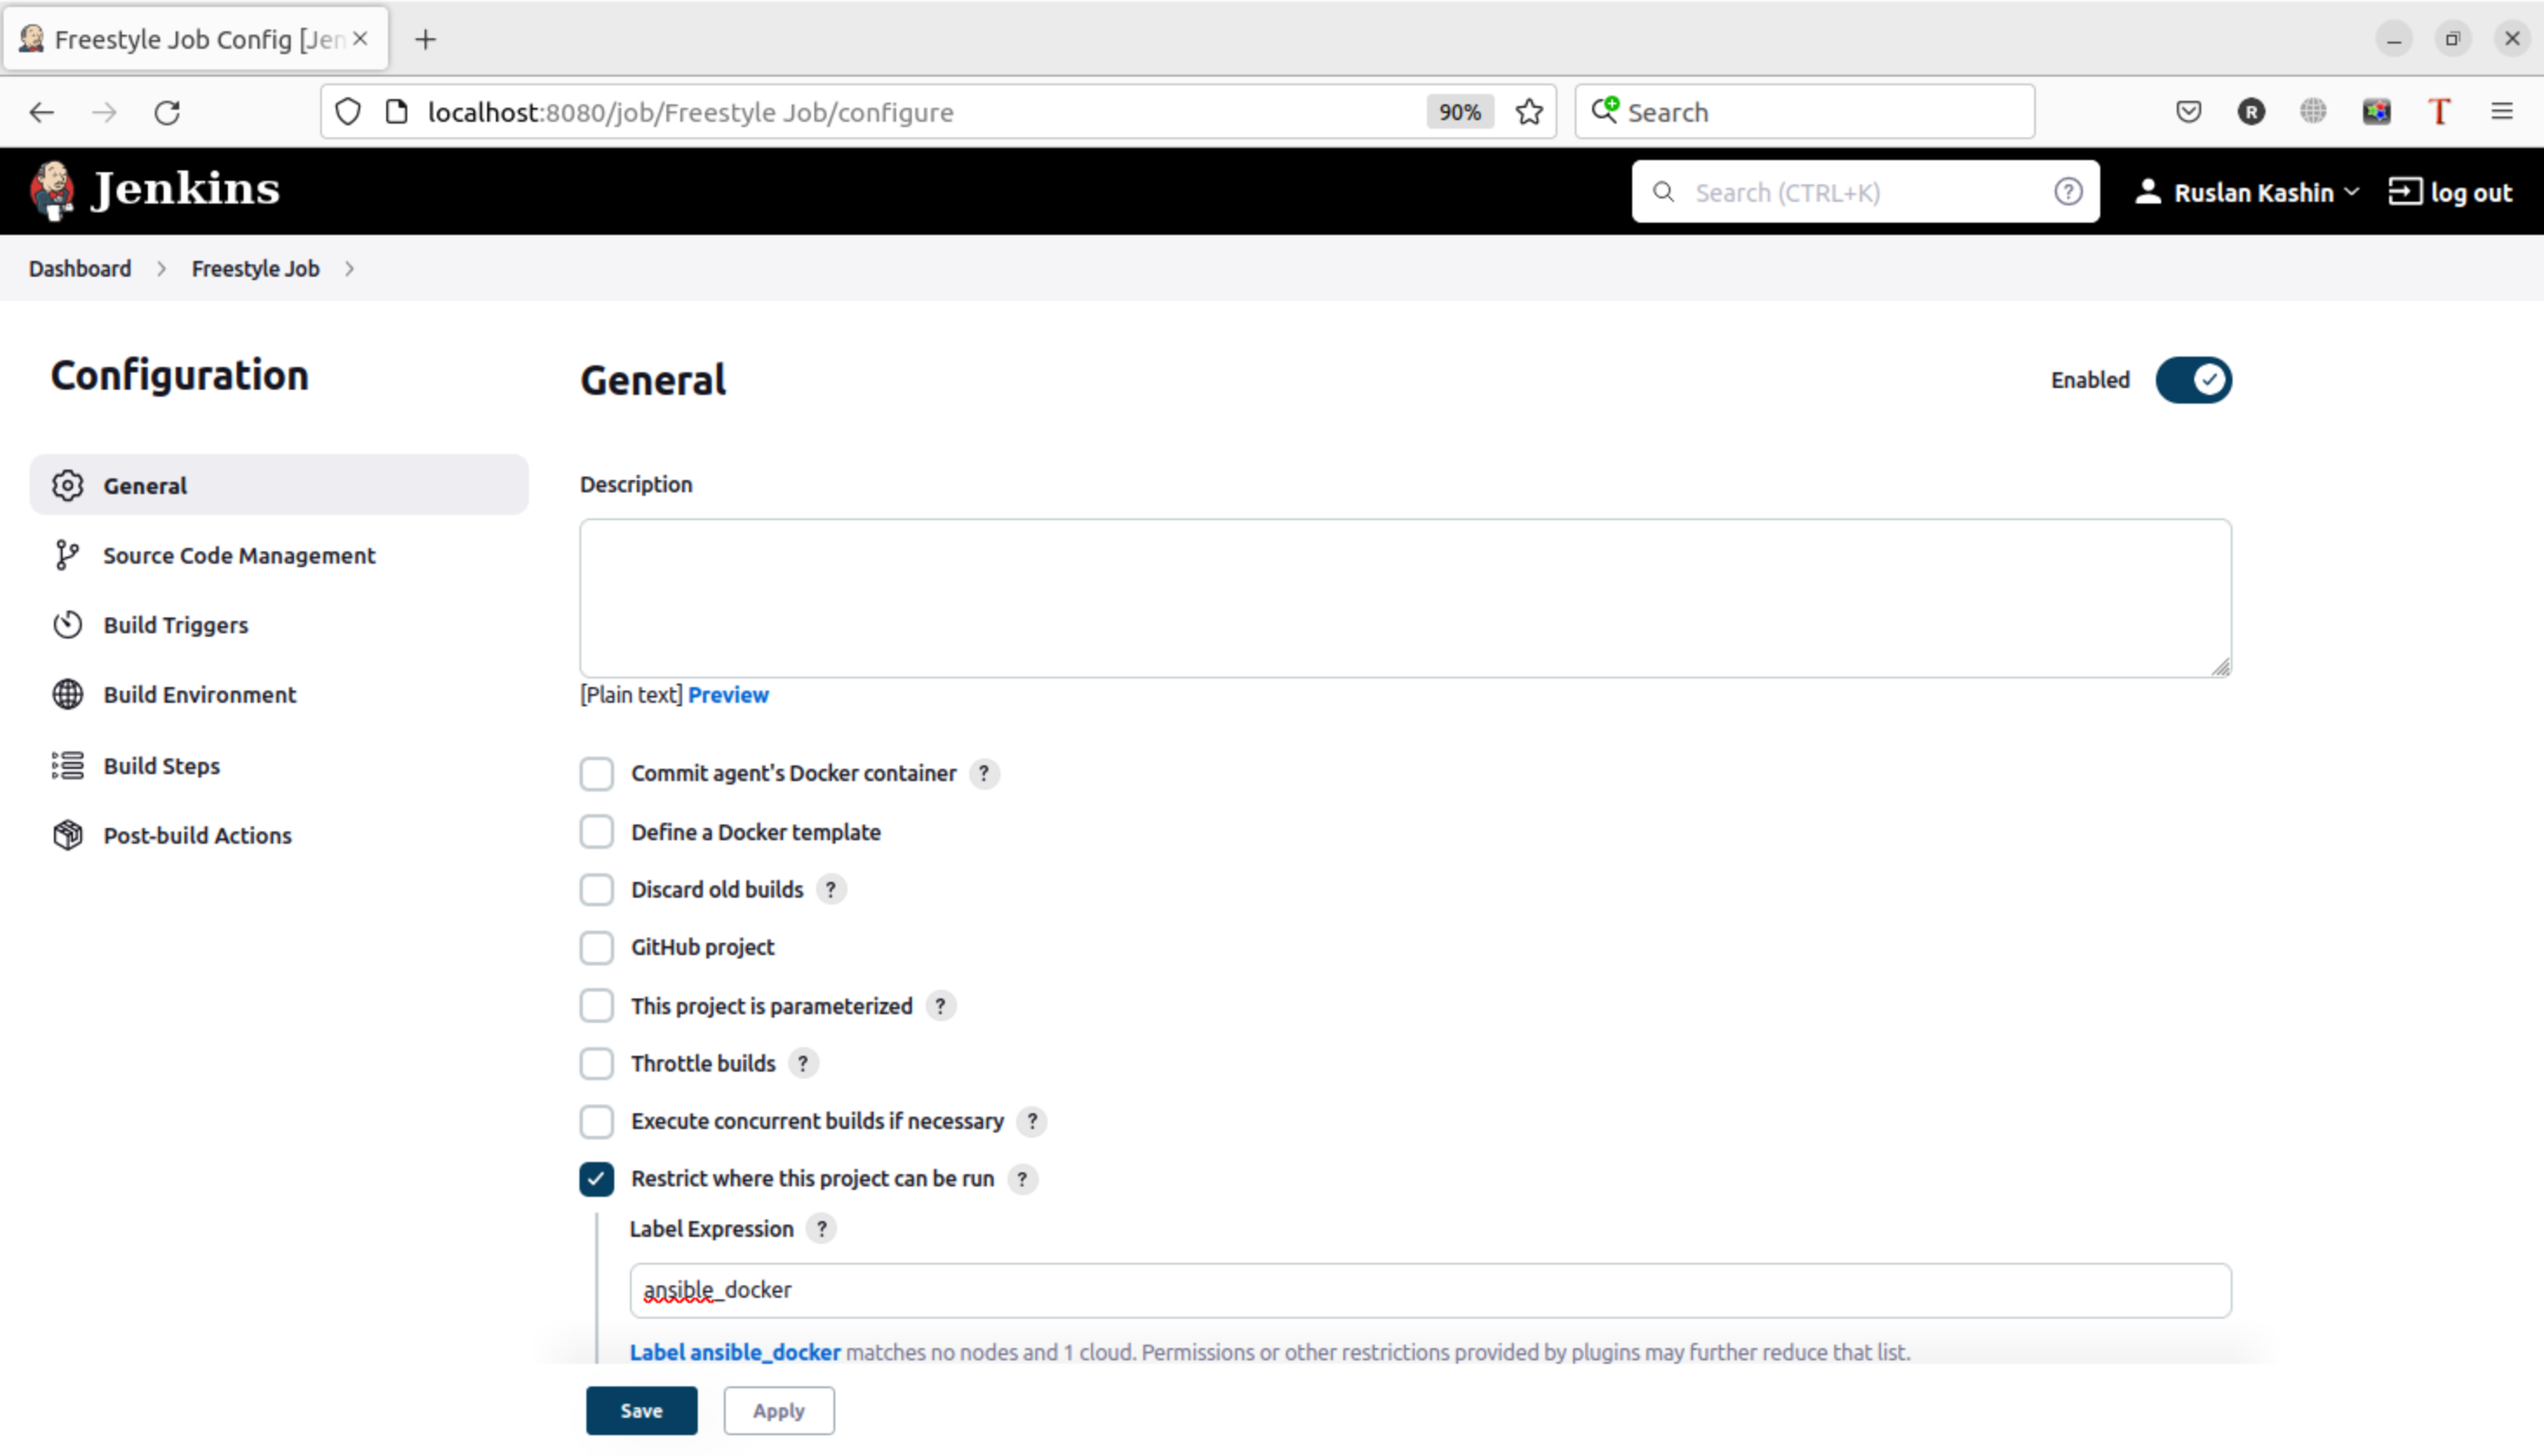 Freestyle Job Config [Jen
localhost:8080/job/Freestyle Job/configure
90%
Search
R
T
Jenkins
Search (CTRL+K)
?
Ruslan Kashin
log out
Dashboard
Freestyle Job
Configuration
General
Enabled
General
Source Code Management
Build Triggers
Build Environment
Build Steps
Post-build Actions
Description
[Plain text] Preview
Commit agent's Docker container ?
Define a Docker template
Discard old builds ?
GitHub project
This project is parameterized ?
Throttle builds ?
Execute concurrent builds if necessary ?
Restrict where this project can be run ?
Label Expression ?
ansible_docker
Label ansible_docker matches no nodes and 1 cloud. Permissions or other restrictions provided by plugins may further reduce that list.
Save
Apply